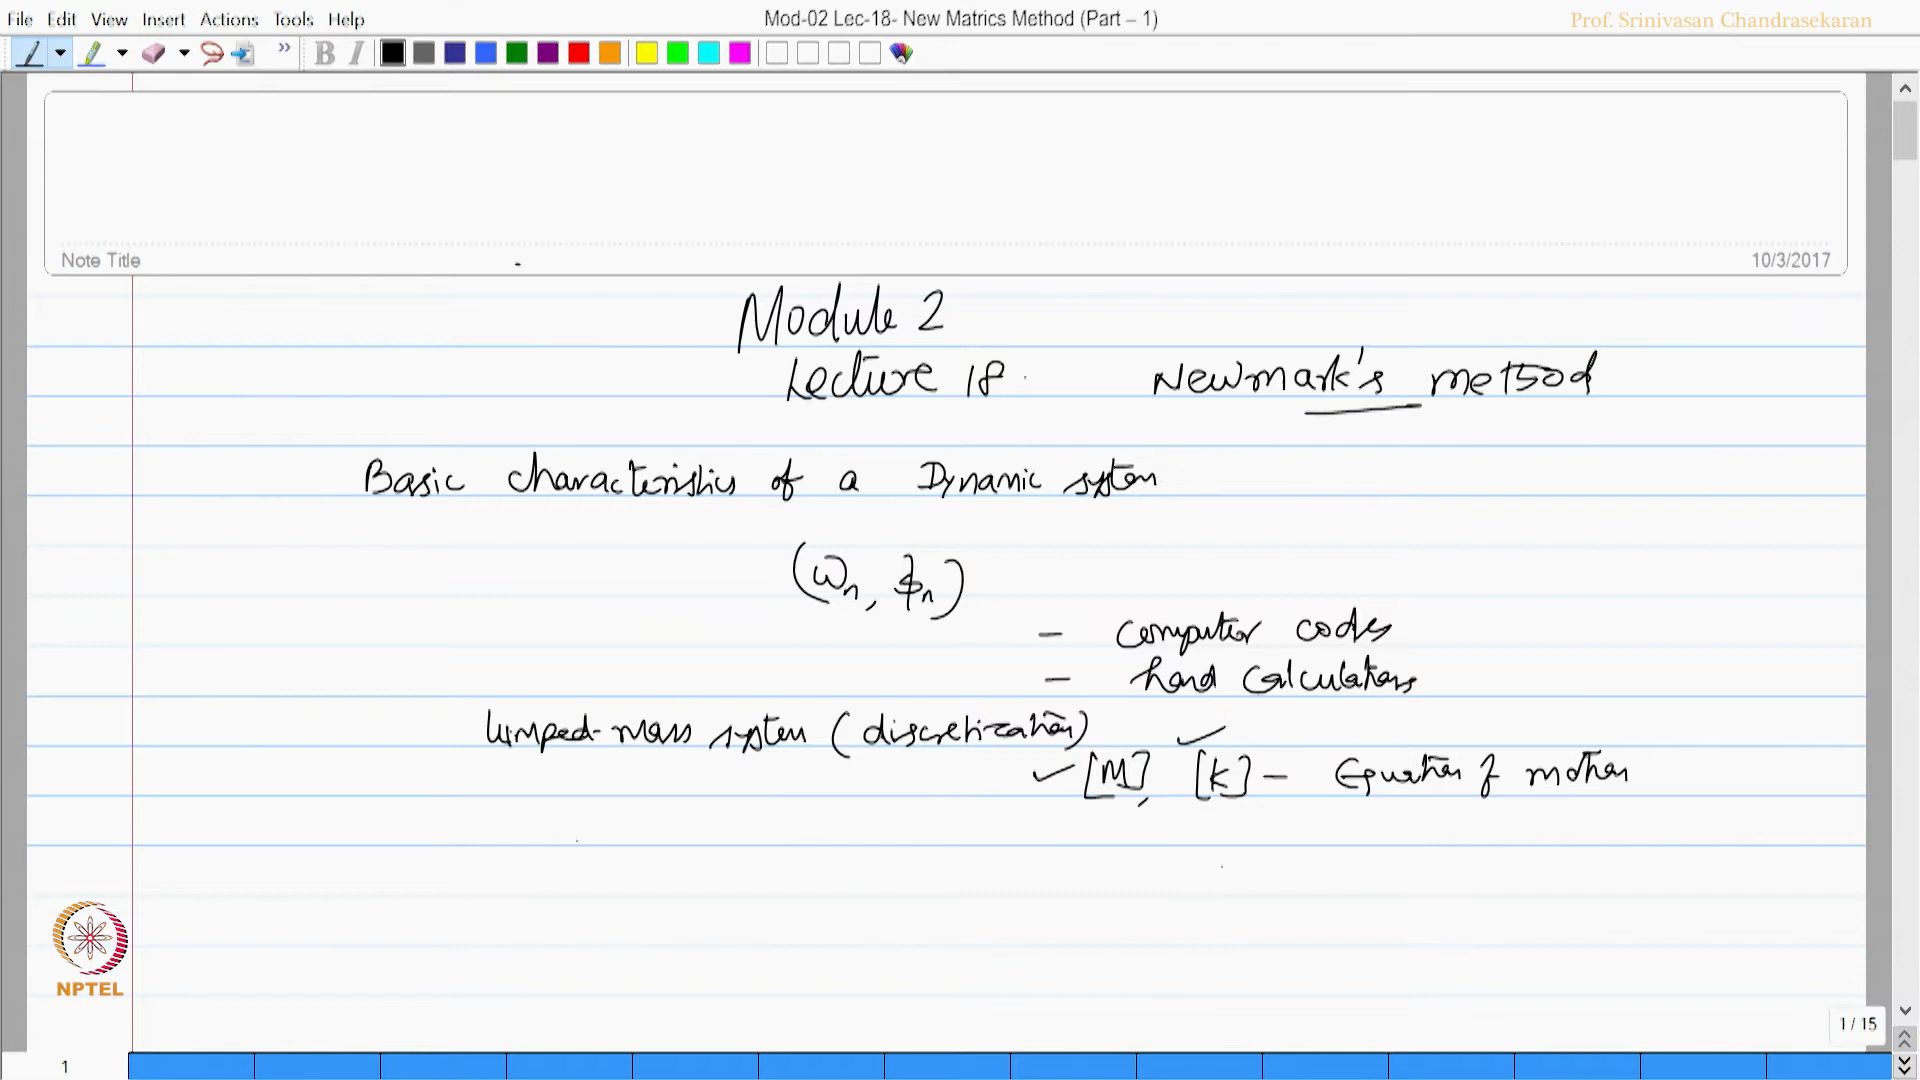 File Edit View Insert Actions Tools Help
Mod-02 Lec-18- New Matrics Method (Part – 1)
Prof. Srinivasan Chandrasekaran
B I
Note Title
10/3/2017
Module 2
Lecture 18
Newmark's method
Basic characteristics of a Dynamic system
(ωn, ϕn)
- computer codes
- hand calculations
lumped-mass system (discretization)
✓[M], [K] - Equation of motion
NPTEL
1 / 15
1